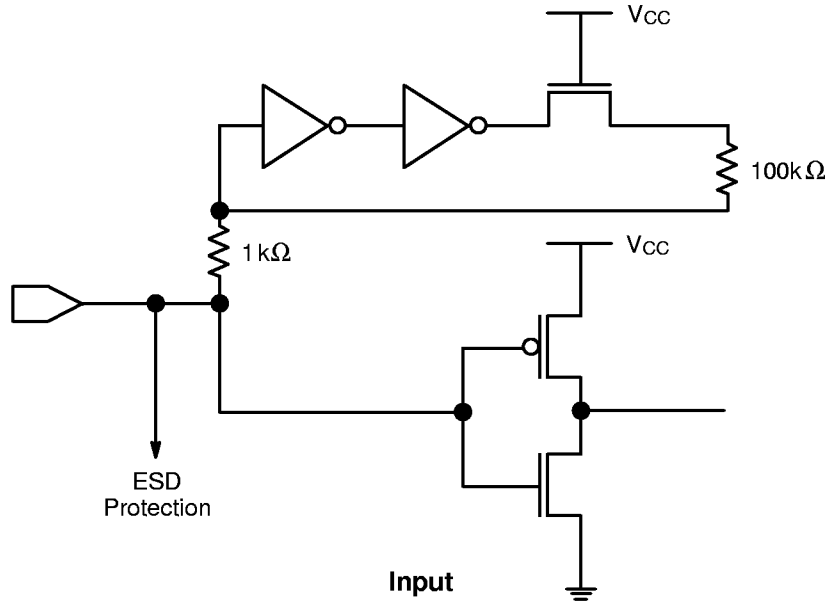 VCC
100kΩ
1kΩ
VCC
ESD
Protection
Input